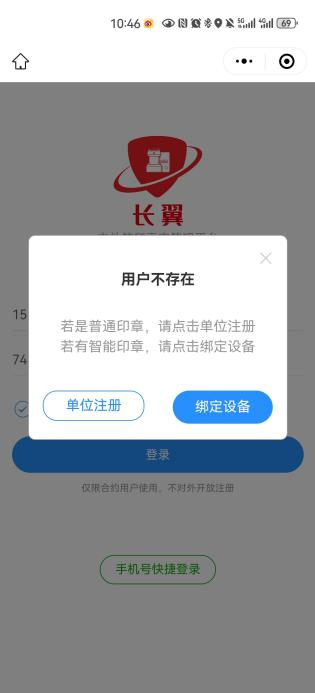 10:46
5G
4G
69
长翼
用户不存在
若是普通印章，请点击单位注册
若有智能印章，请点击绑定设备
15
74
单位注册
绑定设备
登录
仅限合约用户使用，不对外开放注册
手机号快捷登录